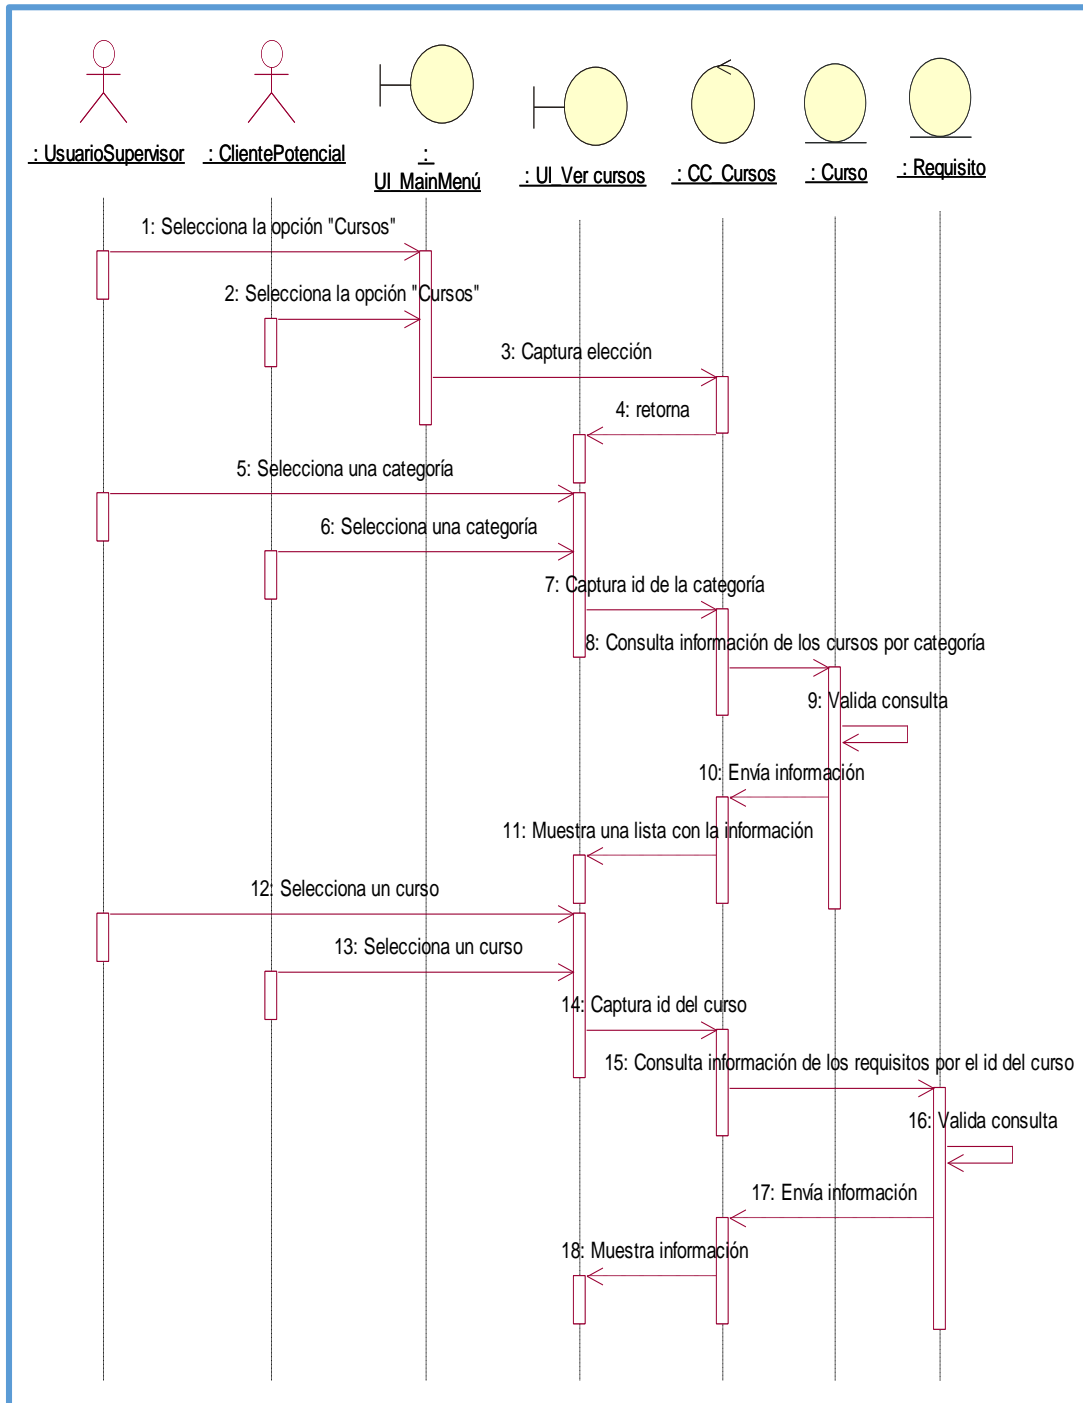 : UsuarioSupervisor
: ClientePotencial
:
UI_MainMenú
: UI_Ver cursos
: CC_Cursos
: Curso
: Requisito
1: Selecciona la opción "Cursos"
2: Selecciona la opción "Cursos"
3: Captura elección
4: retorna
5: Selecciona una categoría
6: Selecciona una categoría
7: Captura id de la categoría
8: Consulta información de los cursos por categoría
9: Valida consulta
10: Envía información
11: Muestra una lista con la información
12: Selecciona un curso
13: Selecciona un curso
14: Captura id del curso
15: Consulta información de los requisitos por el id del curso
16: Valida consulta
17: Envía información
18: Muestra información